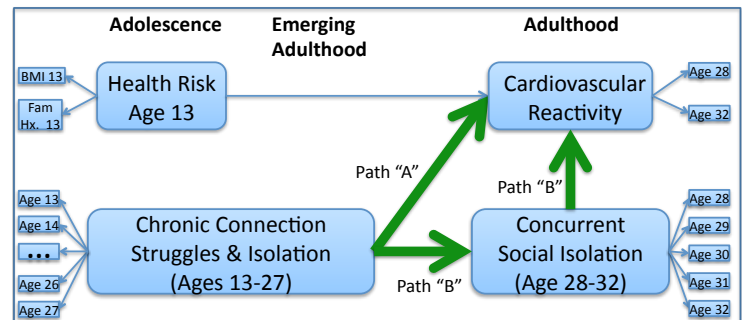 Adolescence
Emerging
Adulthood
Adulthood
BMI 13
Fam
Hx. 13
Health Risk
Age 13
Cardiovascular
Reactivity
Age 28
Age 32
Path "A"
Path "B"
Age 13
Age 14
...
Age 26
Age 27
Chronic Connection
Struggles & Isolation
(Ages 13-27)
Path "B"
Concurrent
Social Isolation
(Age 28-32)
Age 28
Age 29
Age 30
Age 31
Age 32